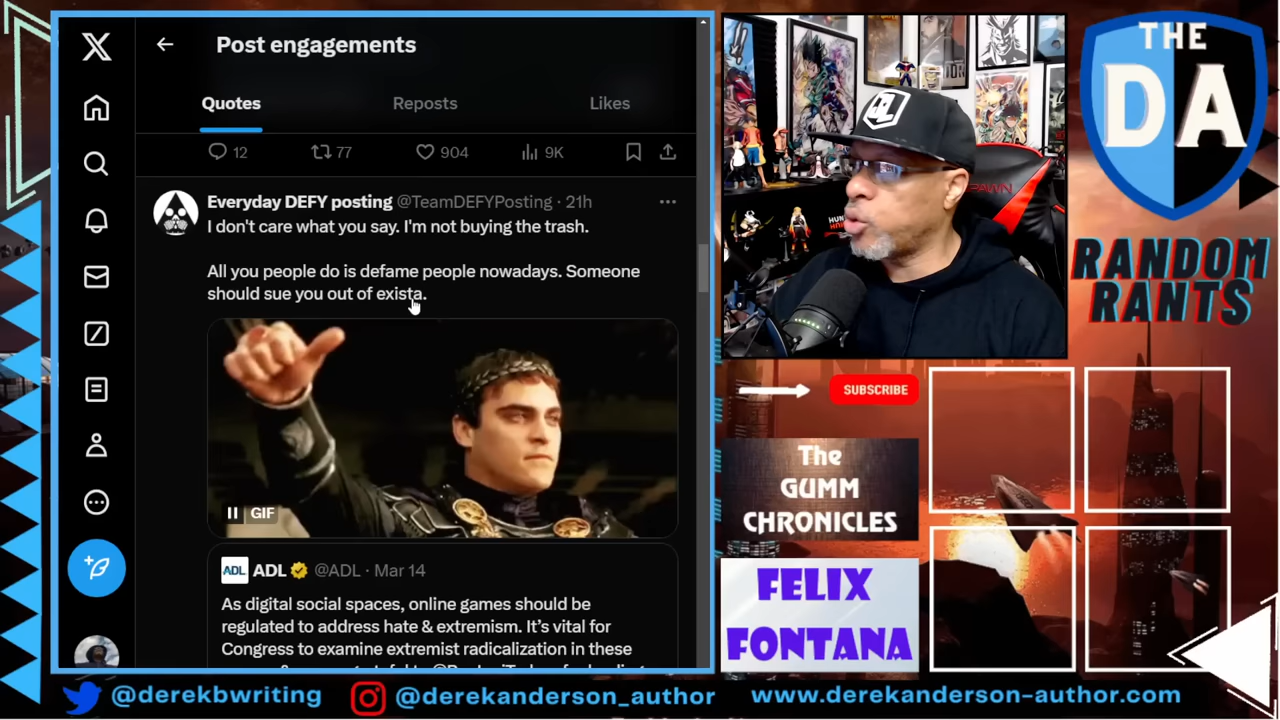 Post engagements
Quotes
Reposts
Likes
12
77
904
9K
Everyday DEFY posting @TeamDEFYPosting · 21h
I don't care what you say. I'm not buying the trash.
All you people do is defame people nowadays. Someone
should sue you out of exista.
GIF
ADL
ADL @ADL · Mar 14
As digital social spaces, online games should be
regulated to address hate & extremism. It's vital for
Congress to examine extremist radicalization in these
THE
DA
RANDOM
RANTS
SUBSCRIBE
The
GUMM
CHRONICLES
FELIX
FONTANA
@derekbwriting
@derekanderson_author
www.derekanderson-author.com